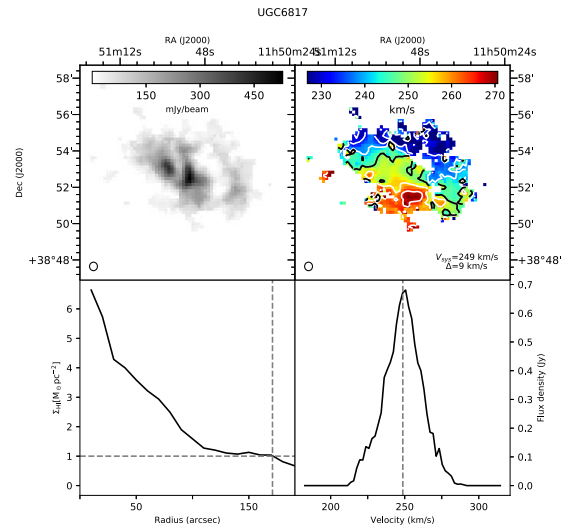 UGC6817
RA (J2000) RA (J2000)
51m12s 48s 11h50m24s 51m12s 48s 11h50m24s
58' 58'
150 300 450 230 240 250 260 270
mJy/beam km/s
56' 56'
Dec (J2000)
54' 54'
52' 52'
50' 50'
V_sys=249 km/s
Δ=9 km/s
+38°48' +38°48'
6 0.7
5 0.6
4 0.5
3 0.4
2 0.3
1 0.2
0 0.1
0.0
Σ_HI[M_⊙pc⁻²]
Flux density (Jy)
50 150 200 250 300
Radius (arcsec) Velocity (km/s)